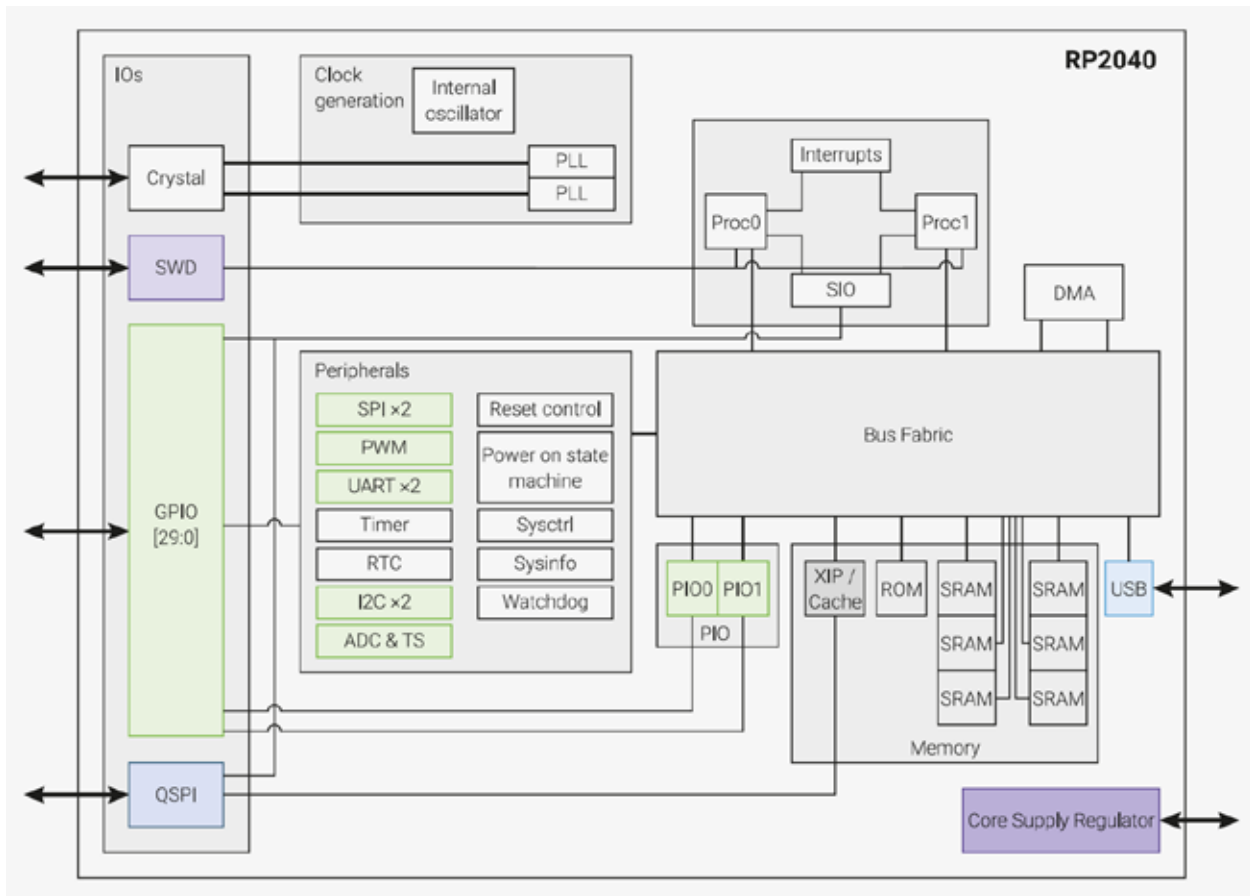 RP2040
IOs
Clock
generation
Internal
oscillator
Crystal
PLL
PLL
Interrupts
Proc0
Proc1
SWD
SIO
DMA
Peripherals
SPI ×2
PWM
UART ×2
Timer
RTC
I2C ×2
ADC & TS
Reset control
Power on state
machine
Sysctrl
Sysinfo
Watchdog
Bus Fabric
GPIO
[29:0]
PIO0
PIO1
PIO
XIP /
Cache
ROM
SRAM
SRAM
SRAM
SRAM
SRAM
SRAM
Memory
USB
QSPI
Core Supply Regulator